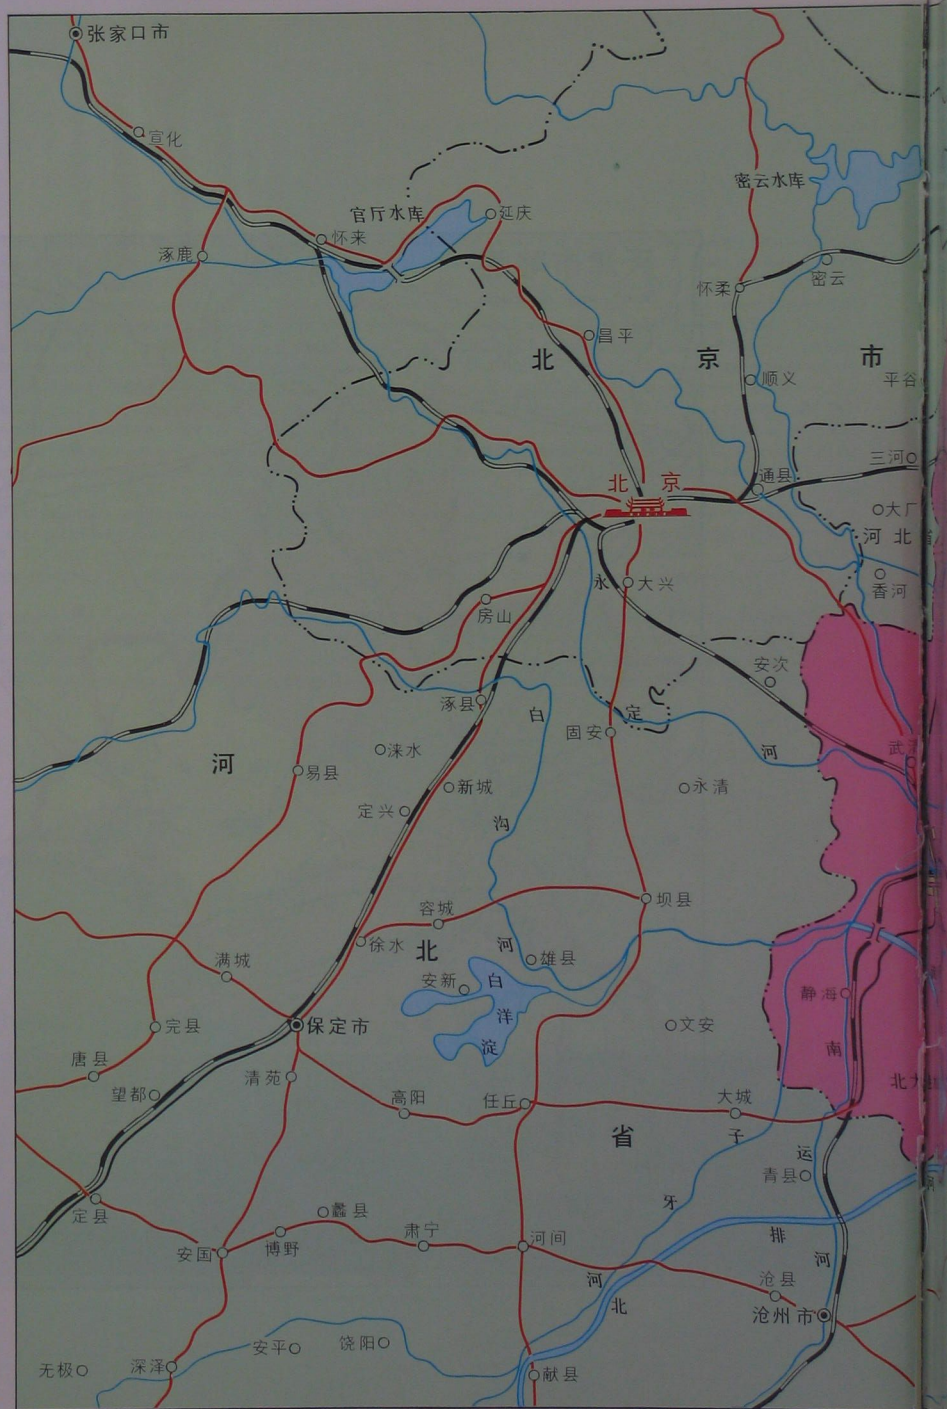 张家口市
宣化
密云水库
官厅水库
延庆
怀来
涿鹿
密云
怀柔
昌平
北京市
顺义
平谷
三河
通县
北京
大厂
河北省
香河
永定河
大兴
房山
安次
涿县
固安
涞水
易县
新城
永清
定兴
白沟河
河北省
容城
坝县
徐水
满城
雄县
安新
白洋淀
静海
完县
保定市
文安
唐县
清苑
望都
高阳
任丘
大城
南运河
子牙河
青县
定县
蠡县
博野
安国
肃宁
河间
北排河
沧县
沧州市
安平
饶阳
无极
深泽
献县